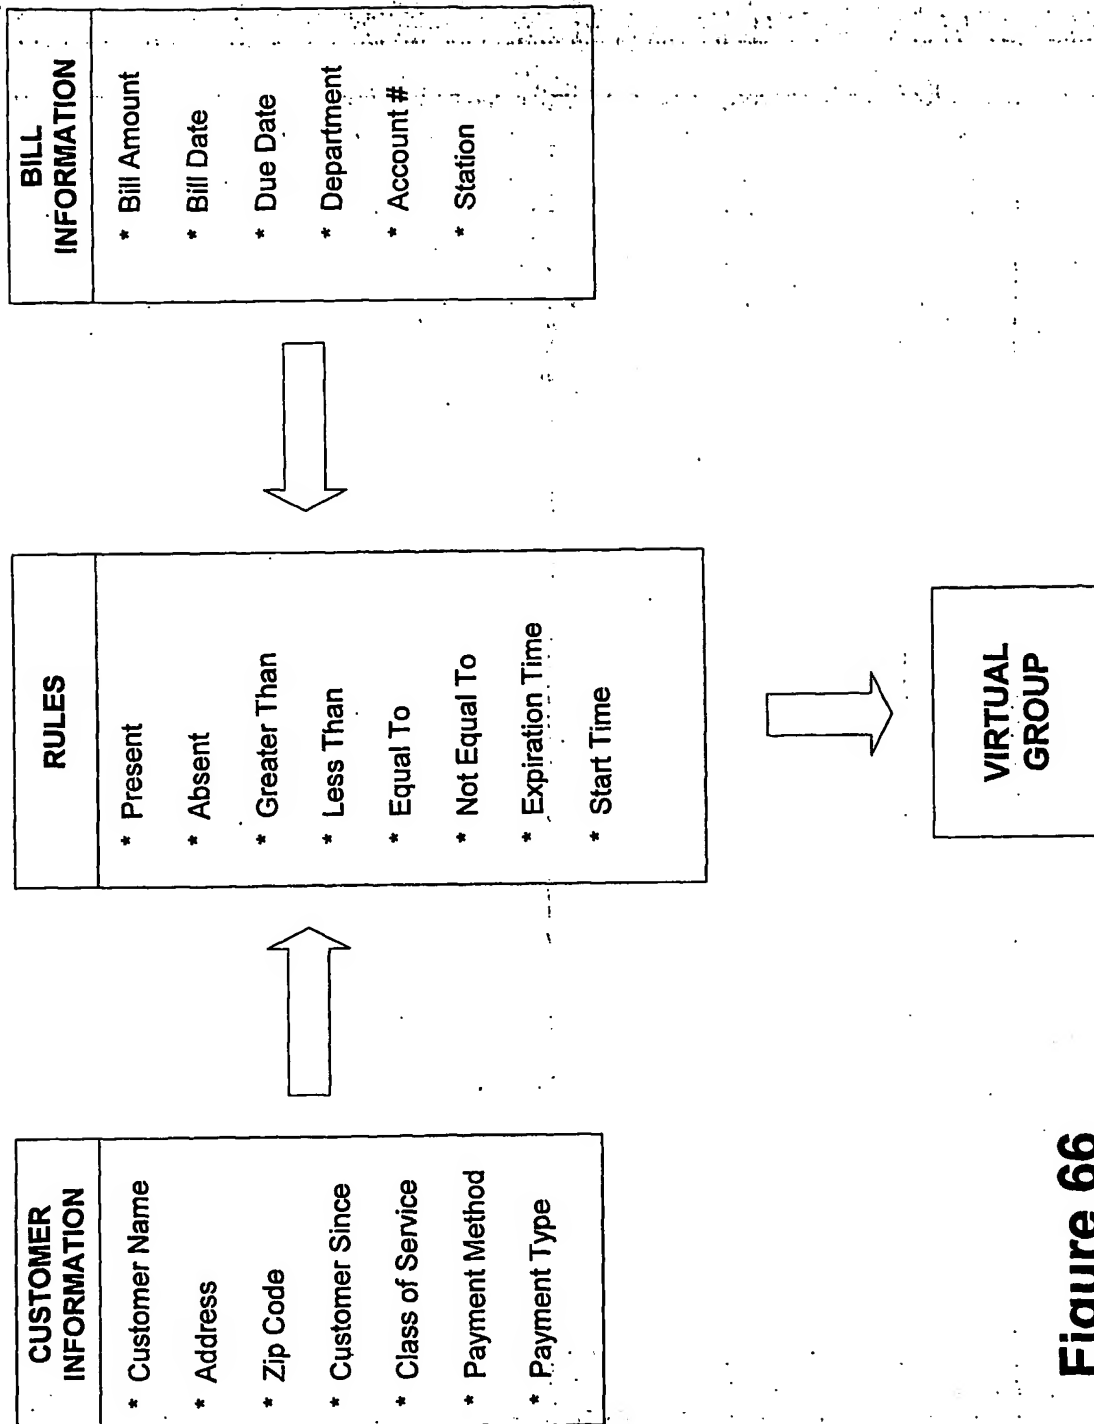 CUSTOMER
INFORMATION
* Customer Name
* Address
* Zip Code
* Customer Since
* Class of Service
* Payment Method
* Payment Type
RULES
* Present
* Absent
* Greater Than
* Less Than
* Equal To
* Not Equal To
* Expiration Time
* Start Time
BILL
INFORMATION
* Bill Amount
* Bill Date
* Due Date
* Department
* Account #
* Station
VIRTUAL
GROUP
Figure 66